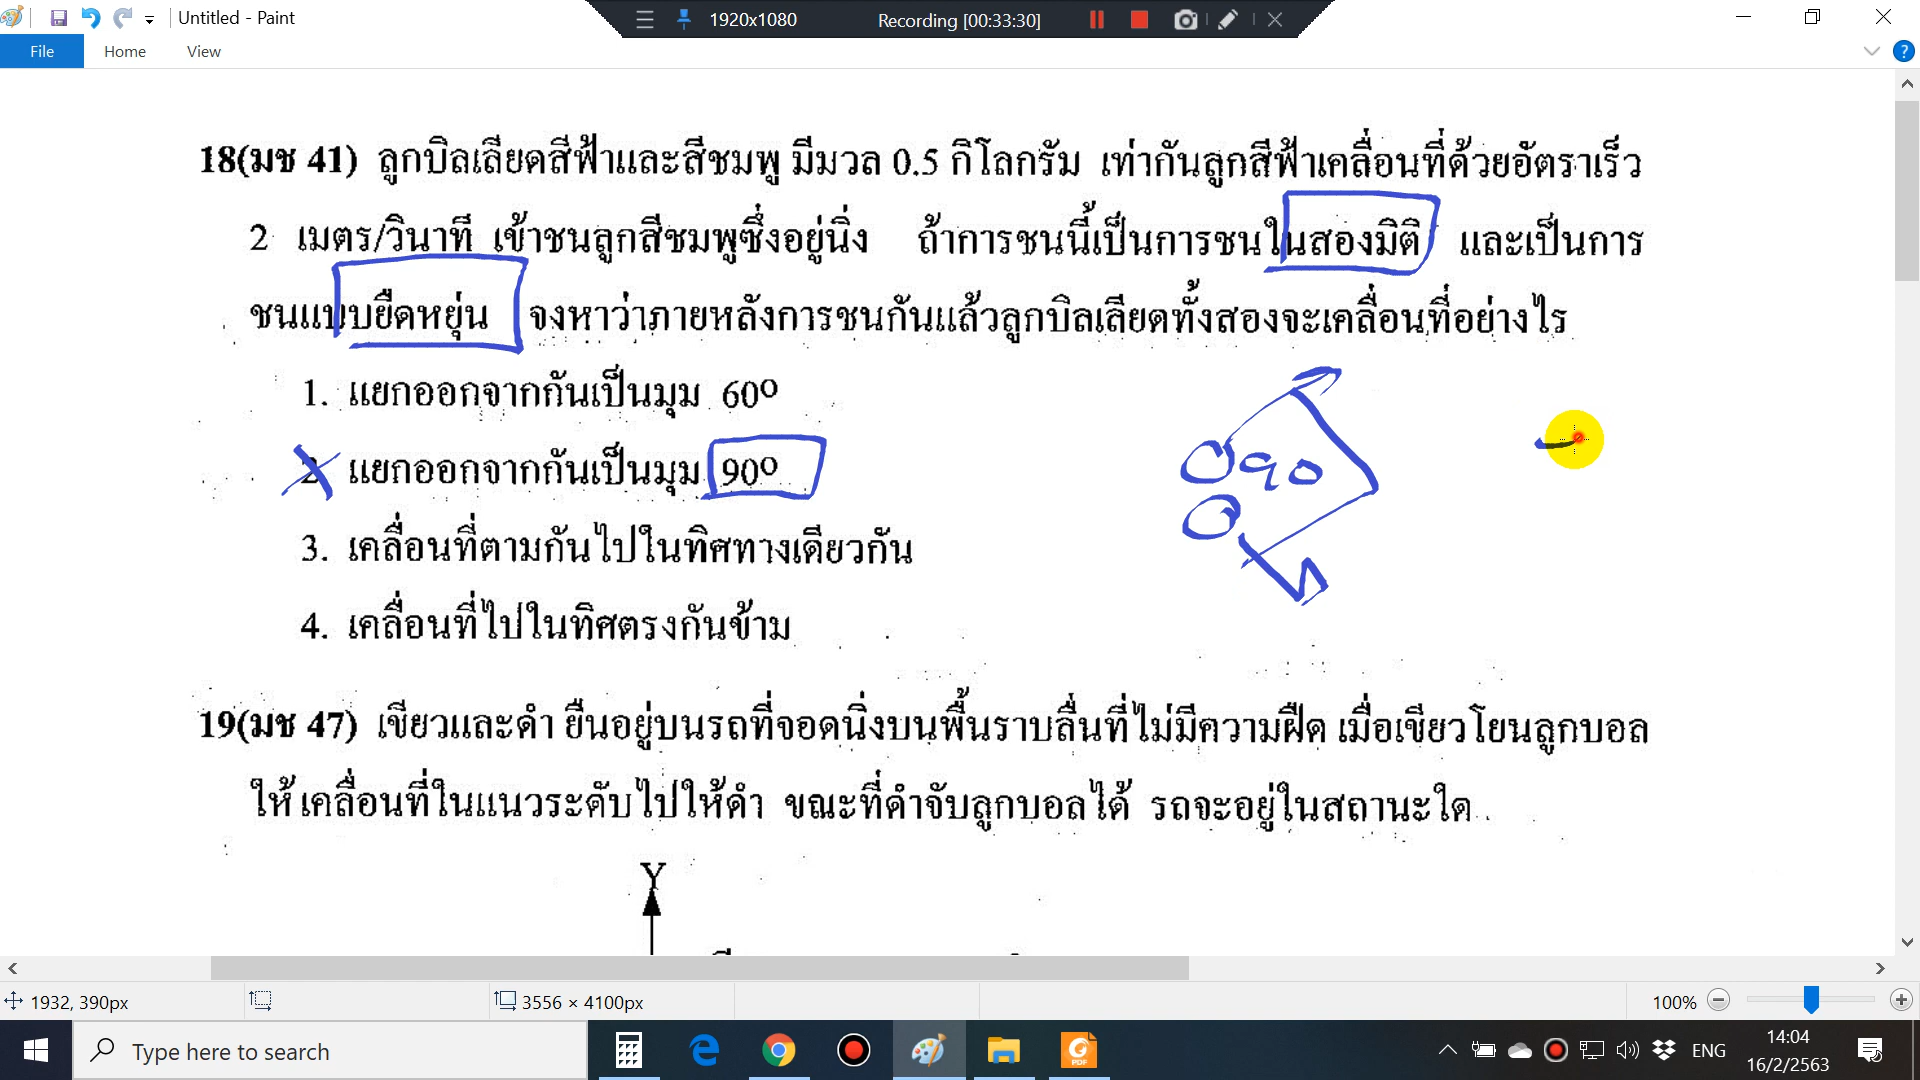 Untitled - Paint
1920x1080
Recording [00:33:30]
File Home View
18(มช 41) ลูกบิลเลียดสีฟ้าและสีชมพู มีมวล 0.5 กิโลกรัม เท่ากันลูกสีฟ้าเคลื่อนที่ด้วยอัตราเร็ว
2 เมตร/วินาที เข้าชนลูกสีชมพูซึ่งอยู่นิ่ง ถ้าการชนนี้เป็นการชนในสองมิติ และเป็นการ
ชนแบบยืดหยุ่น จงหาว่าภายหลังการชนกันแล้วลูกบิลเลียดทั้งสองจะเคลื่อนที่อย่างไร
1. แยกออกจากกันเป็นมุม 60º
2 แยกออกจากกันเป็นมุม 90º
90
3. เคลื่อนที่ตามกันไปในทิศทางเดียวกัน
4. เคลื่อนที่ไปในทิศตรงกันข้าม
19(มช 47) เขียวและดำ ยืนอยู่บนรถที่จอดนิ่งบนพื้นราบลื่นที่ไม่มีความฝืด เมื่อเขียวโยนลูกบอล
ให้เคลื่อนที่ในแนวระดับไปให้ดำ ขณะที่ดำจับลูกบอลได้ รถจะอยู่ในสถานะใด
Y
1932, 390px
3556 × 4100px
100%
Type here to search
PDF
ENG
14:04
16/2/2563